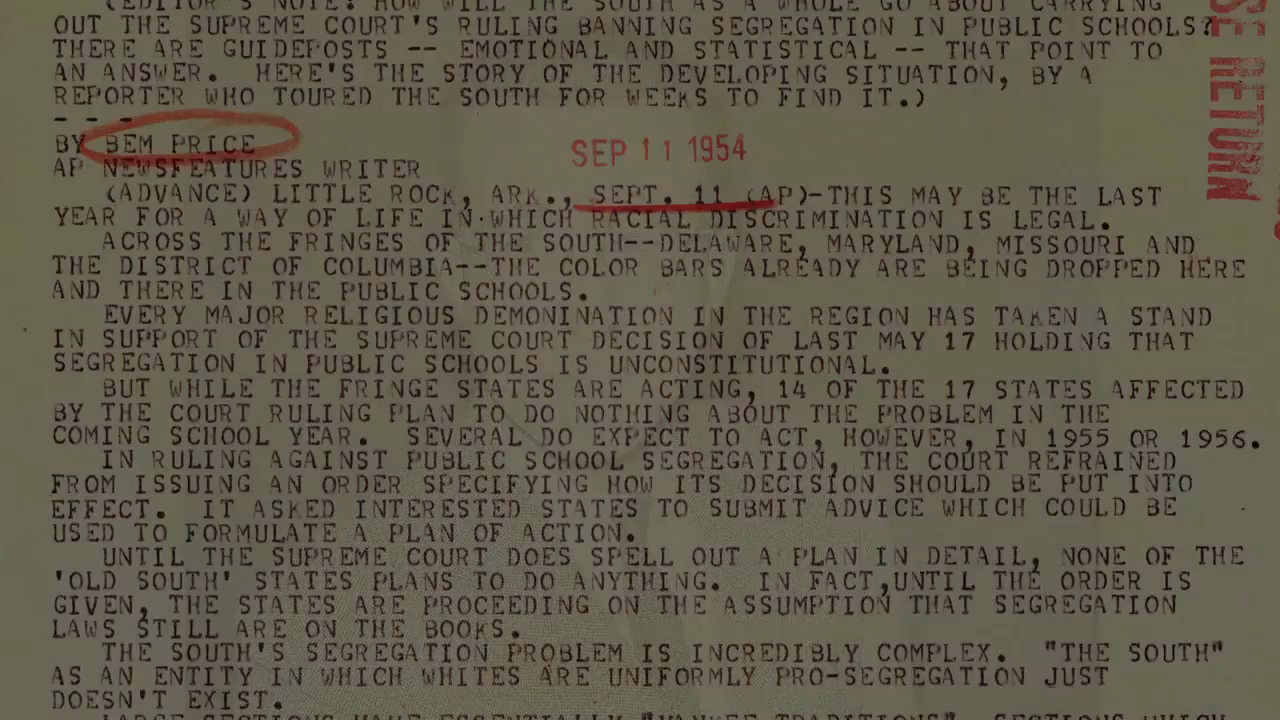 (EDITOR'S NOTE: HOW WILL THE SOUTH AS A WHOLE GO ABOUT CARRYING
OUT THE SUPREME COURT'S RULING BANNING SEGREGATION IN PUBLIC SCHOOLS?
THERE ARE GUIDEPOSTS -- EMOTIONAL AND STATISTICAL -- THAT POINT TO
AN ANSWER. HERE'S THE STORY OF THE DEVELOPING SITUATION, BY A
REPORTER WHO TOURED THE SOUTH FOR WEEKS TO FIND IT.)
- - -
BY BEM PRICE
SEP 11 1954
AP NEWSFEATURES WRITER
(ADVANCE) LITTLE ROCK, ARK., SEPT. 11 (AP)-THIS MAY BE THE LAST
YEAR FOR A WAY OF LIFE IN WHICH RACIAL DISCRIMINATION IS LEGAL.
ACROSS THE FRINGES OF THE SOUTH--DELAWARE, MARYLAND, MISSOURI AND
THE DISTRICT OF COLUMBIA--THE COLOR BARS ALREADY ARE BEING DROPPED HERE
AND THERE IN THE PUBLIC SCHOOLS.
EVERY MAJOR RELIGIOUS DEMONINATION IN THE REGION HAS TAKEN A STAND
IN SUPPORT OF THE SUPREME COURT DECISION OF LAST MAY 17 HOLDING THAT
SEGREGATION IN PUBLIC SCHOOLS IS UNCONSTITUTIONAL.
BUT WHILE THE FRINGE STATES ARE ACTING, 14 OF THE 17 STATES AFFECTED
BY THE COURT RULING PLAN TO DO NOTHING ABOUT THE PROBLEM IN THE
COMING SCHOOL YEAR. SEVERAL DO EXPECT TO ACT, HOWEVER, IN 1955 OR 1956.
IN RULING AGAINST PUBLIC SCHOOL SEGREGATION, THE COURT REFRAINED
FROM ISSUING AN ORDER SPECIFYING HOW ITS DECISION SHOULD BE PUT INTO
EFFECT. IT ASKED INTERESTED STATES TO SUBMIT ADVICE WHICH COULD BE
USED TO FORMULATE A PLAN OF ACTION.
UNTIL THE SUPREME COURT DOES SPELL OUT A PLAN IN DETAIL, NONE OF THE
'OLD SOUTH' STATES PLANS TO DO ANYTHING. IN FACT,UNTIL THE ORDER IS
GIVEN, THE STATES ARE PROCEEDING ON THE ASSUMPTION THAT SEGREGATION
LAWS STILL ARE ON THE BOOKS.
THE SOUTH'S SEGREGATION PROBLEM IS INCREDIBLY COMPLEX. "THE SOUTH"
AS AN ENTITY IN WHICH WHITES ARE UNIFORMLY PRO-SEGREGATION JUST
DOESN'T EXIST.
LARGE SECTIONS HAVE ESSENTIALLY "YANKEE TRADITIONS", SECTIONS WHICH
SE RETURN